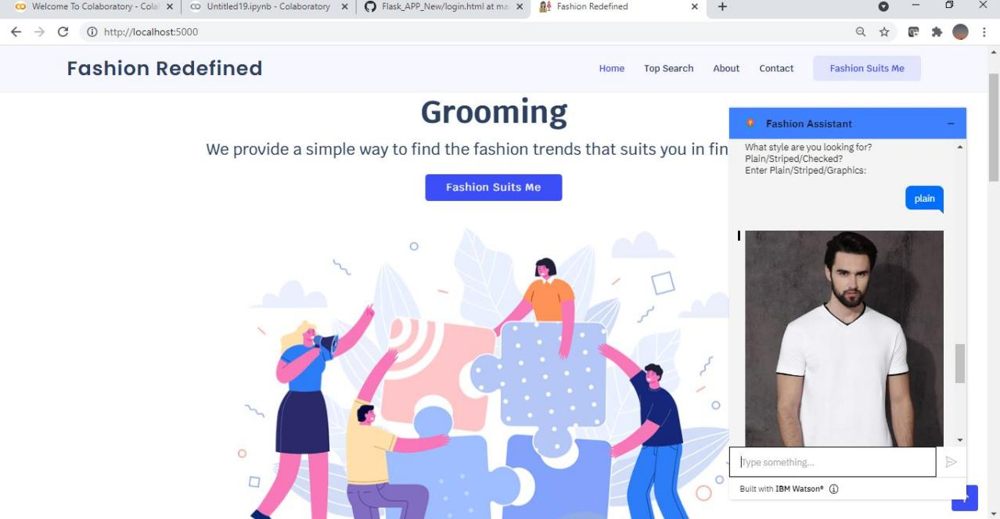 Welcome To Colaboratory - Cola
Untitled19.ipynb - Colaboratory
Flask_APP_New/login.html at ma
Fashion Redefined
http://localhost:5000
Fashion Redefined
Home
Top Search
About
Contact
Fashion Suits Me
Grooming
We provide a simple way to find the fashion trends that suits you in fin
Fashion Suits Me
Fashion Assistant
What style are you looking for?
Plain/Striped/Checked?
Enter Plain/Striped/Graphics:
plain
Type something...
Built with IBM Watson®